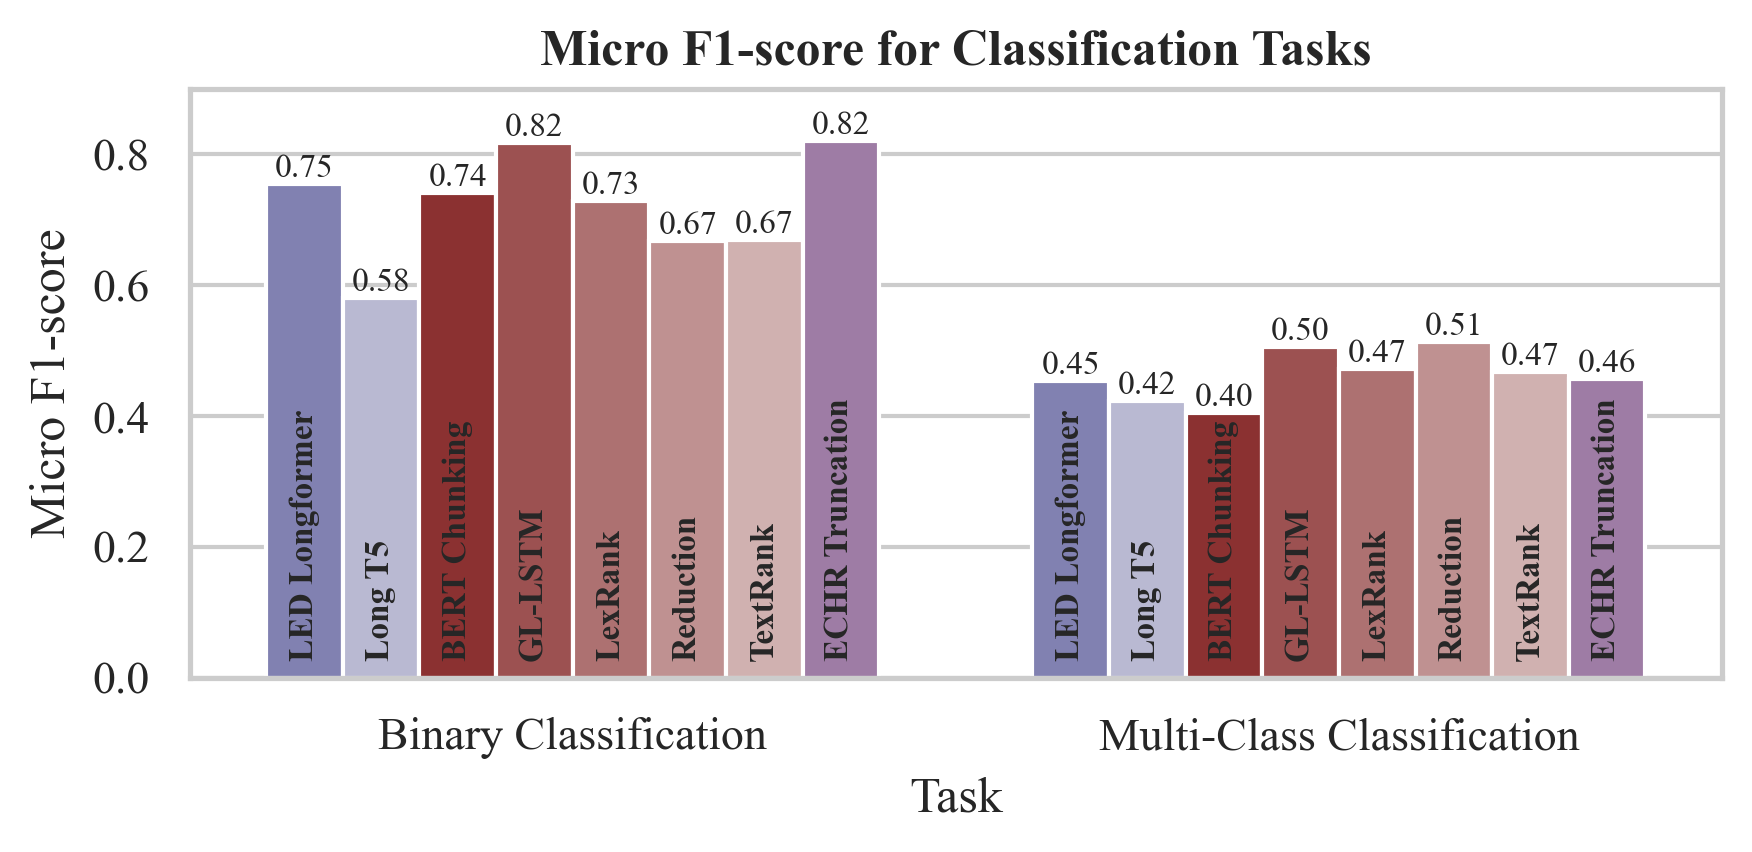 Micro F1-score for Classification Tasks
Micro F1-score
0.8
0.6
0.4
0.2
0.0
0.75
0.58
0.74
0.82
0.73
0.67
0.67
0.82
LED Longformer
Long T5
BERT Chunking
GL-LSTM
LexRank
Reduction
TextRank
ECHR Truncation
0.45
0.42
0.40
0.50
0.47
0.51
0.47
0.46
LED Longformer
Long T5
BERT Chunking
GL-LSTM
LexRank
Reduction
TextRank
ECHR Truncation
Binary Classification
Multi-Class Classification
Task